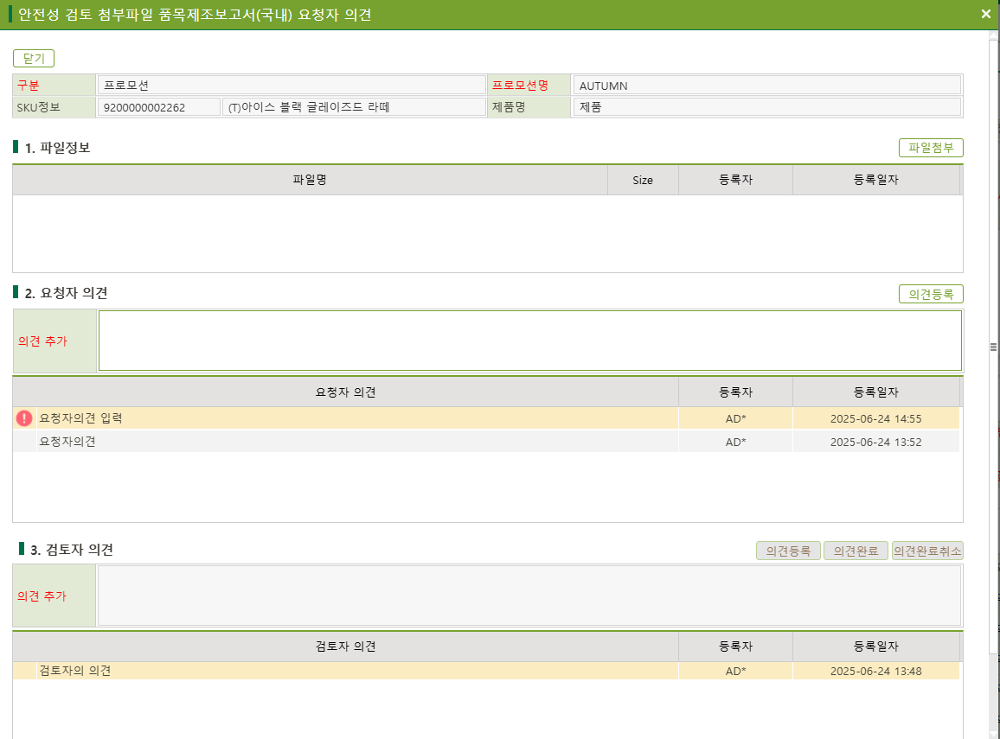 안전성 검토 첨부파일 품목제조보고서(국내) 요청자 의견
닫기
구분 프로모션 프로모션명 AUTUMN
SKU정보 9200000002262 (T)아이스 블랙 글레이즈드 라떼 제품명 제품
1. 파일정보 파일첨부
파일명 Size 등록자 등록일자
2. 요청자 의견 의견등록
의견 추가
요청자 의견 등록자 등록일자
요청자의견 입력 AD* 2025-06-24 14:55
요청자의견 AD* 2025-06-24 13:52
3. 검토자 의견 의견등록 의견완료 의견완료취소
의견 추가
검토자 의견 등록자 등록일자
검토자의 의견 AD* 2025-06-24 13:48